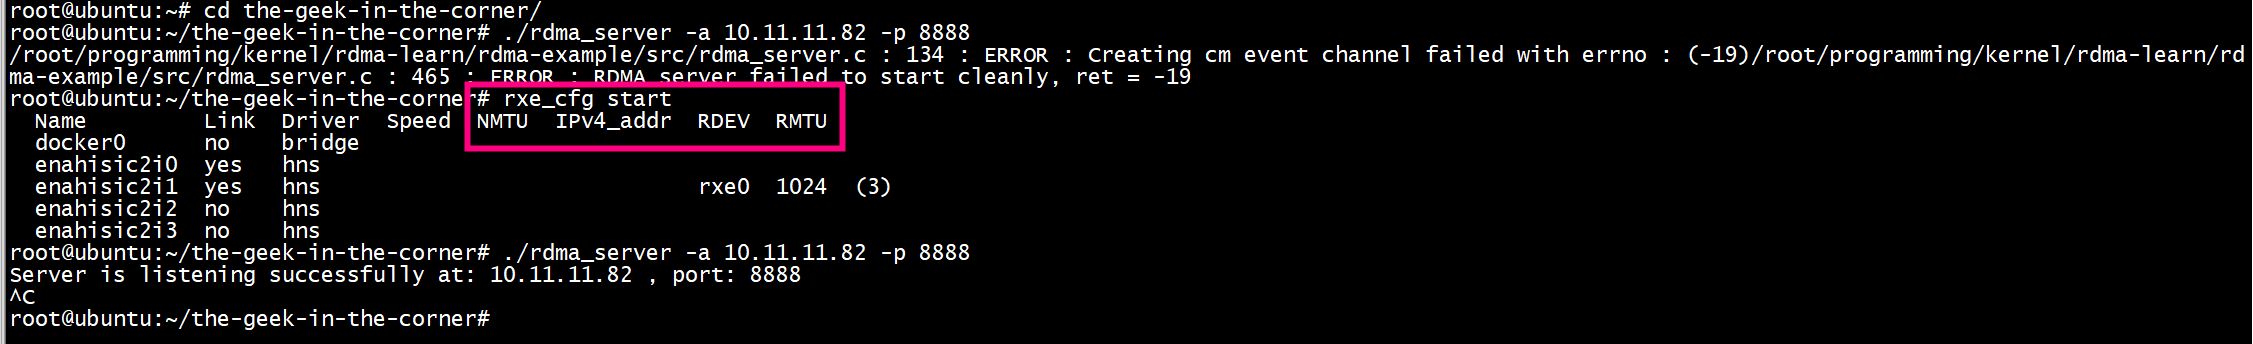 root@ubuntu:~# cd the-geek-in-the-corner/
root@ubuntu:~/the-geek-in-the-corner# ./rdma_server -a 10.11.11.82 -p 8888
/root/programming/kernel/rdma-learn/rdma-example/src/rdma_server.c : 134 : ERROR : Creating cm event channel failed with errno : (-19)/root/programming/kernel/rdma-learn/rd
ma-example/src/rdma_server.c : 465 : ERROR : RDMA server failed to start cleanly, ret = -19
root@ubuntu:~/the-geek-in-the-corner# rxe_cfg start
  Name         Link  Driver  Speed  NMTU  IPv4_addr  RDEV  RMTU
  docker0      no    bridge
  enahisic2i0  yes   hns
  enahisic2i1  yes   hns                             rxe0  1024  (3)
  enahisic2i2  no    hns
  enahisic2i3  no    hns
root@ubuntu:~/the-geek-in-the-corner# ./rdma_server -a 10.11.11.82 -p 8888
Server is listening successfully at: 10.11.11.82 , port: 8888
^C
root@ubuntu:~/the-geek-in-the-corner#